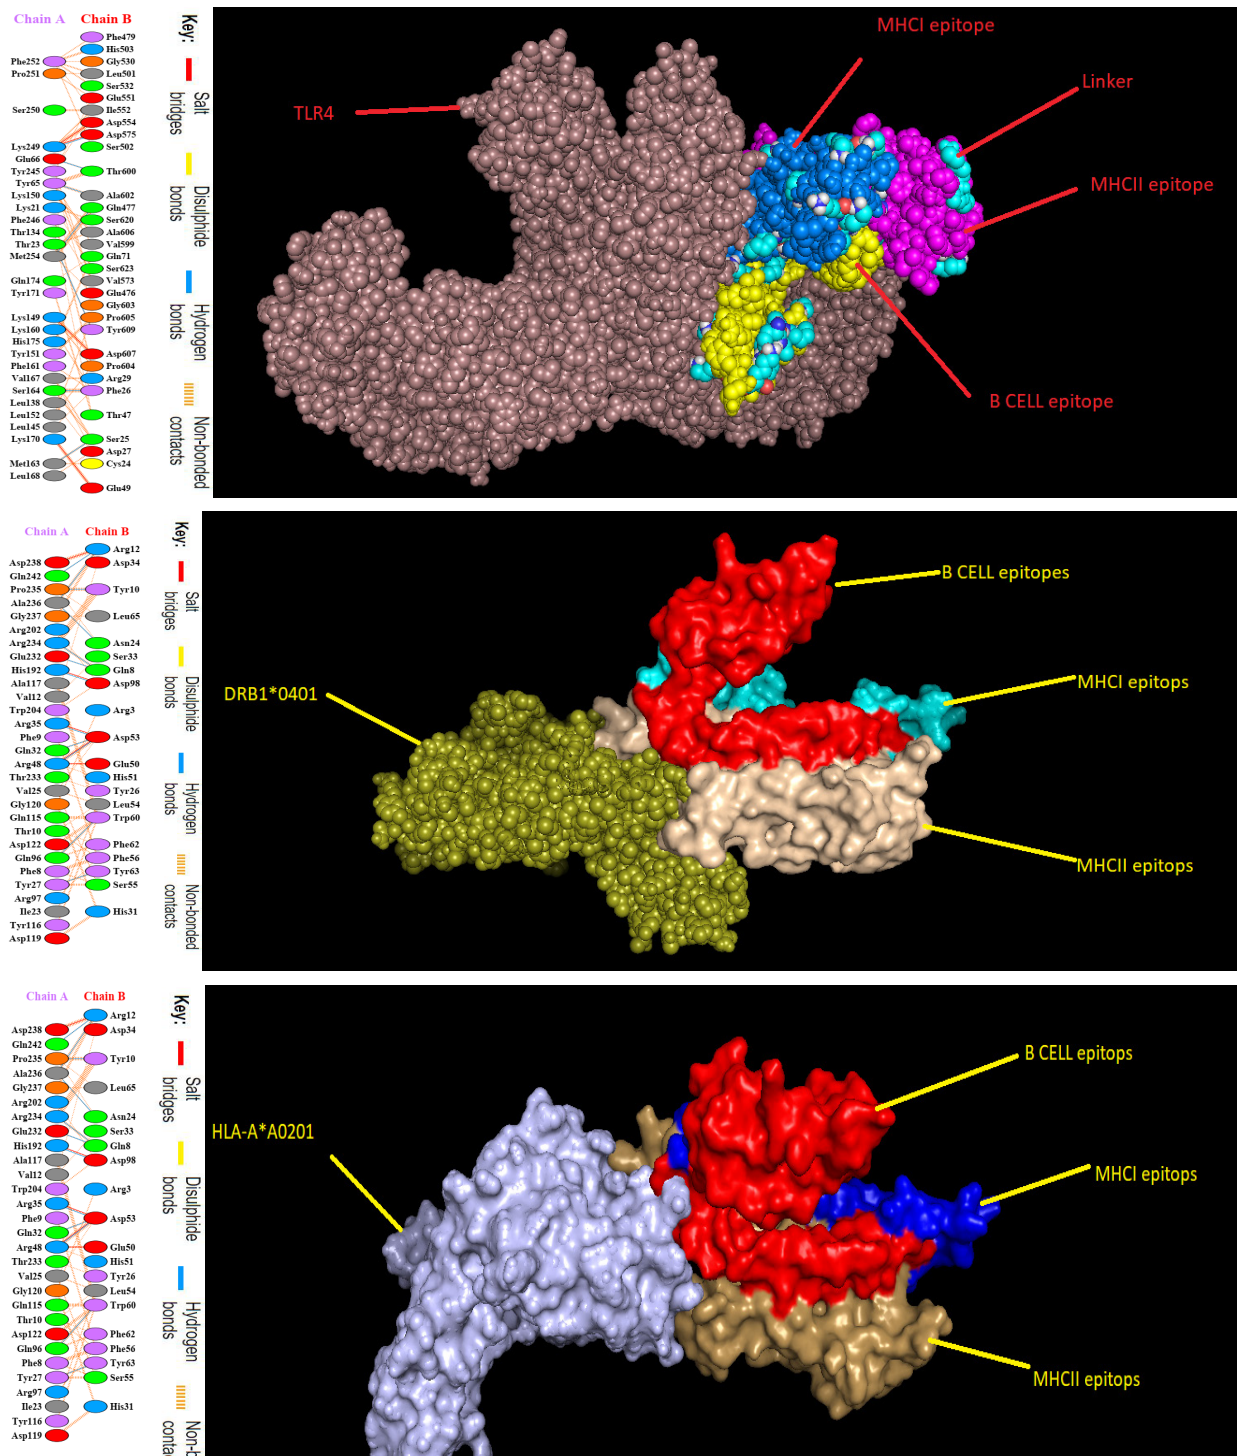 Chain A Chain B
Phe479
His503
Phe252 Gly530
Pro251 Leu501
Ser532
Glu551
Ser250 Ile552
Asp554
Asp575
Lys249 Ser502
Glu66
Tyr245 Thr600
Tyr65
Lys150 Ala602
Lys21 Gln477
Phe246 Ser620
Thr134 Ala606
Thr23 Val599
Met254 Gln71
Ser623
Gln174 Val573
Tyr171 Glu476
Gly603
Lys149 Pro605
Lys160 Tyr609
His175
Tyr151 Asp607
Phe161 Pro604
Val167 Arg29
Ser164 Phe26
Leu138
Leu152 Thr47
Leu145
Lys170 Ser25
Asp27
Met163 Cys24
Leu168
Glu49
Key:
Salt
bridges
Disulphide
bonds
Hydrogen
bonds
Non-bonded
contacts
MHCI epitope
TLR4
Linker
MHCII epitope
B CELL epitope
Chain A Chain B
Arg12
Asp238 Asp34
Gln242
Pro235 Tyr10
Ala236
Gly237 Leu65
Arg202
Arg234 Asn24
Glu232 Ser33
His192 Gln8
Ala117 Asp98
Val12
Trp204 Arg3
Arg35
Phe9 Asp53
Gln32
Arg48 Glu50
Thr233 His51
Val25 Tyr26
Gly120 Leu54
Gln115 Trp60
Thr10
Asp122 Phe62
Gln96 Phe56
Phe8 Tyr63
Tyr27 Ser55
Arg97
Ile23 His31
Tyr116
Asp119
Key:
Salt
bridges
Disulphide
bonds
Hydrogen
bonds
Non-bonded
contacts
B CELL epitopes
DRB1*0401
MHCI epitops
MHCII epitops
Chain A Chain B
Arg12
Asp238 Asp34
Gln242
Pro235 Tyr10
Ala236
Gly237 Leu65
Arg202
Arg234 Asn24
Glu232 Ser33
His192 Gln8
Ala117 Asp98
Val12
Trp204 Arg3
Arg35
Phe9 Asp53
Gln32
Arg48 Glu50
Thr233 His51
Val25 Tyr26
Gly120 Leu54
Gln115 Trp60
Thr10
Asp122 Phe62
Gln96 Phe56
Phe8 Tyr63
Tyr27 Ser55
Arg97
Ile23 His31
Tyr116
Asp119
Key:
Salt
bridges
Disulphide
bonds
Hydrogen
bonds
Non-b
contac
B CELL epitops
HLA-A*A0201
MHCI epitops
MHCII epitops